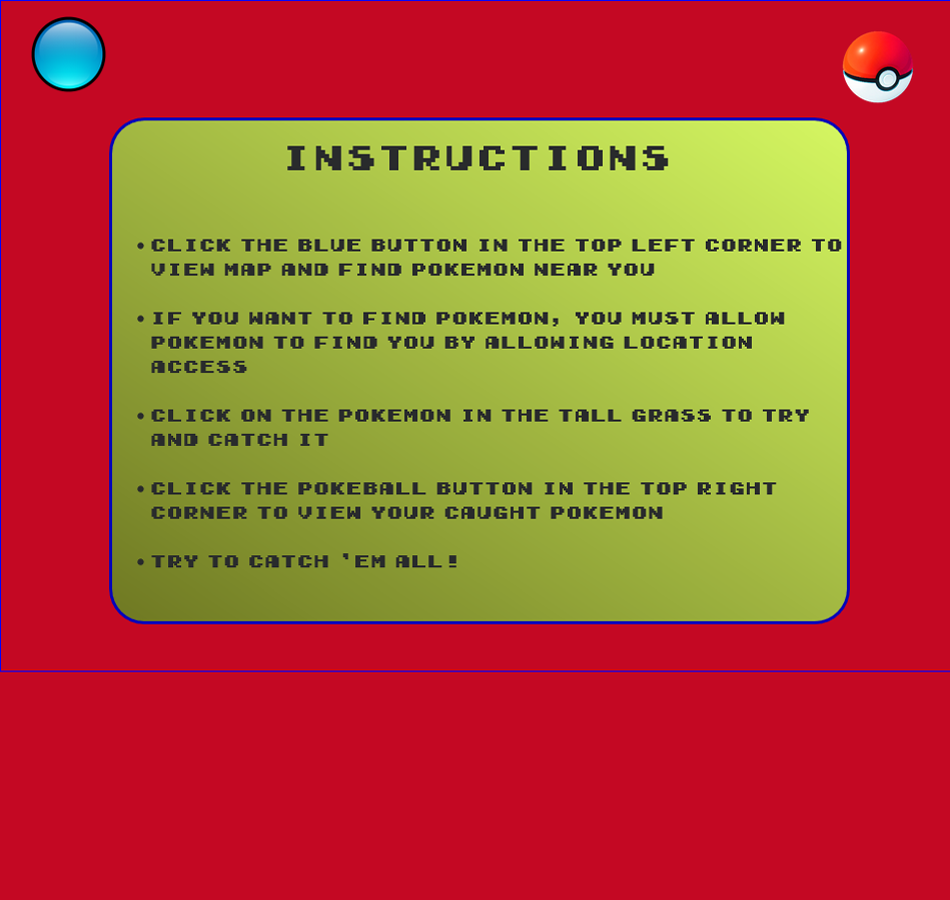 INSTRUCTIONS
• CLICK THE BLUE BUTTON IN THE TOP LEFT CORNER TO
VIEW MAP AND FIND POKEMON NEAR YOU
• IF YOU WANT TO FIND POKEMON, YOU MUST ALLOW
POKEMON TO FIND YOU BY ALLOWING LOCATION
ACCESS
• CLICK ON THE POKEMON IN THE TALL GRASS TO TRY
AND CATCH IT
• CLICK THE POKEBALL BUTTON IN THE TOP RIGHT
CORNER TO VIEW YOUR CAUGHT POKEMON
• TRY TO CATCH 'EM ALL!